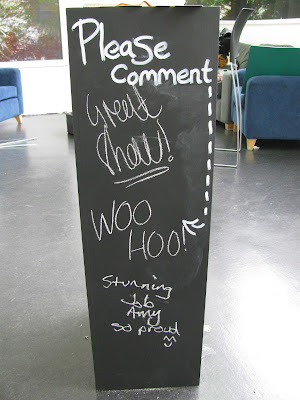 Please
comment
Great
Show!
WOO
HOO!
Stunning
job
Amy
so proud